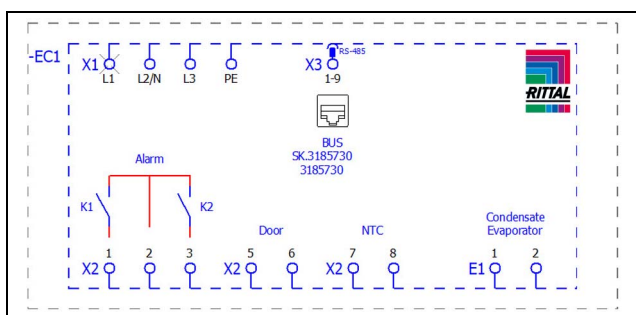 -EC1
X1 L1 L2/N L3 PE
X3 RS-485 1-9
RITTAL
BUS
SK.3185730
3185730
Alarm
K1 K2
Door
NTC
Condensate
Evaporator
X2 1 2 3
X2 5 6
X2 7 8
E1 1 2